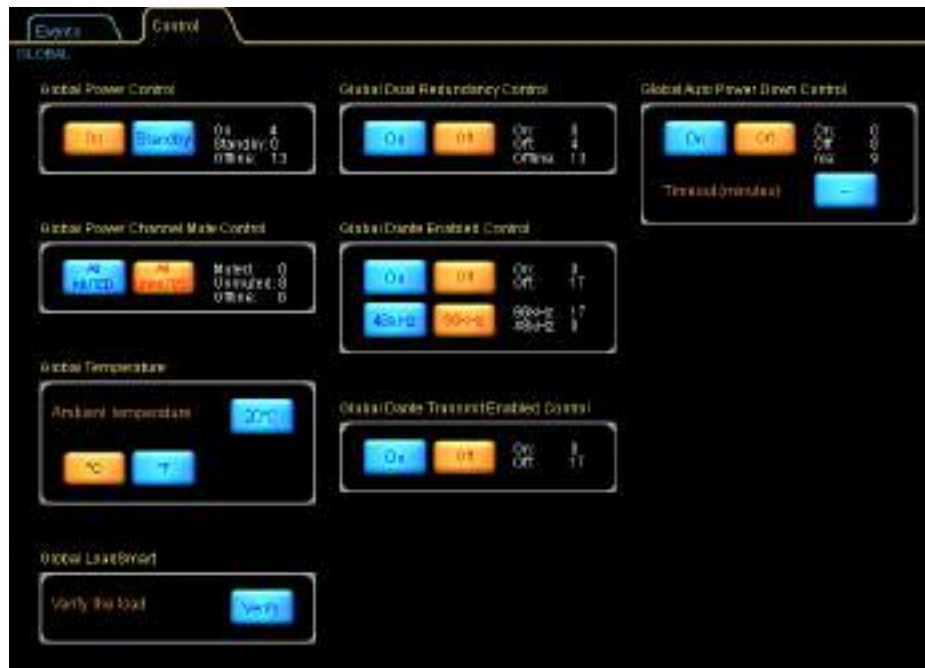 Events
Control
GLOBAL
Global Power Control
On
Standby
On: 4
Standby: 0
Offline: 13
Global Dual Redundancy Control
On
Off
On: 0
Off: 4
Offline: 13
Global Auto Power Down Control
On
Off
On: 0
Off: 8
n/a: 9
Timeout (minutes)
--
Global Power Channel Mute Control
All
All
Muted: 0
Unmuted: 8
Offline:
Global Dante Enabled Control
On
Off
On: 0
Off: 17
48kHz
96kHz
96kHz: 17
48kHz: 0
Global Temperature
Ambient temperature
20°C
°C
°F
Global Dante Transmit Enabled Control
On
Off
On: 0
Off: 17
Global LoadSmart
Verify the load
Verify